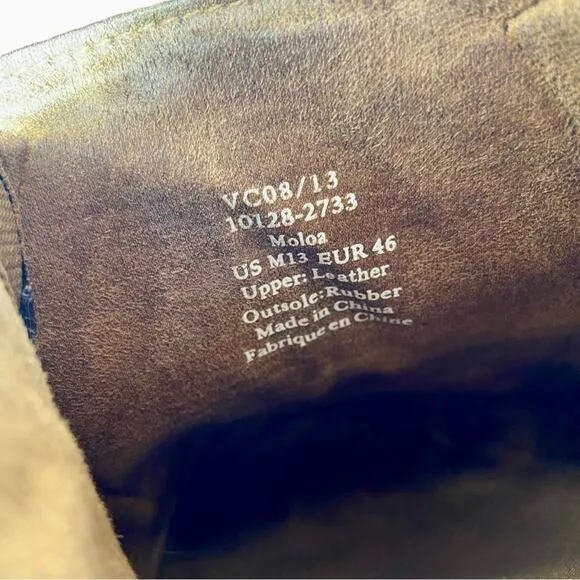 VC08/13
10128-2733
Moloa
US M13 EUR 46
Upper: Leather
Outsole:Rubber
Made in China
Fabrique en Chine